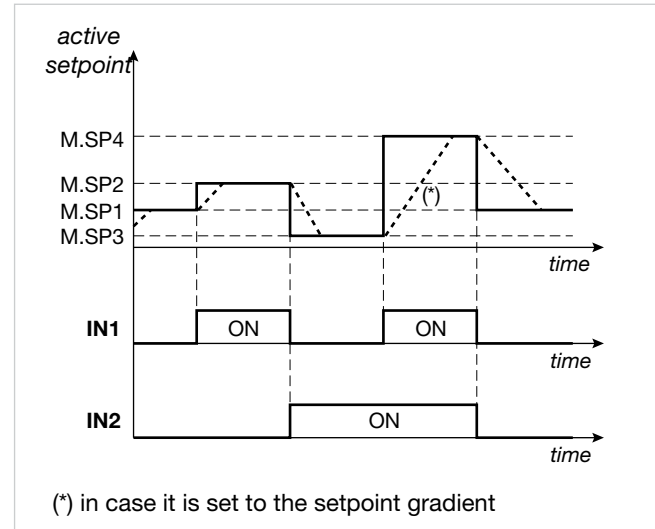 active
setpoint
M.SP4
M.SP2
(*)
M.SP1
M.SP3
time
IN1
ON
ON
time
IN2
ON
time
(*) in case it is set to the setpoint gradient